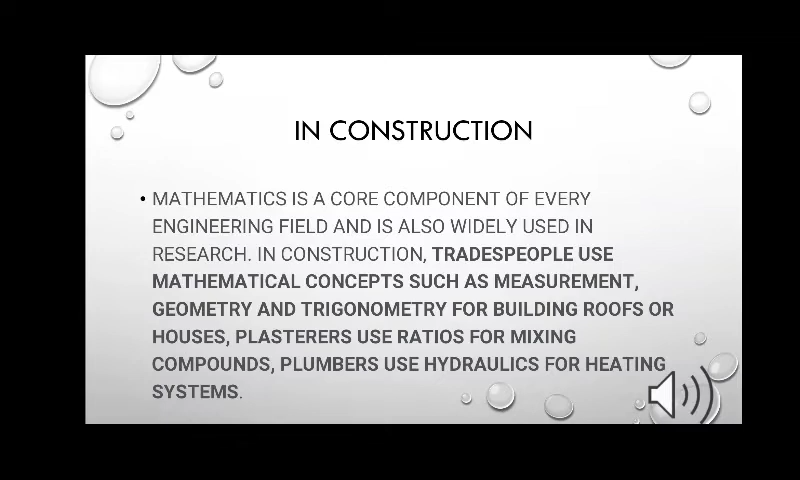 IN CONSTRUCTION
• MATHEMATICS IS A CORE COMPONENT OF EVERY
ENGINEERING FIELD AND IS ALSO WIDELY USED IN
RESEARCH. IN CONSTRUCTION, TRADESPEOPLE USE
MATHEMATICAL CONCEPTS SUCH AS MEASUREMENT,
GEOMETRY AND TRIGONOMETRY FOR BUILDING ROOFS OR
HOUSES, PLASTERERS USE RATIOS FOR MIXING
COMPOUNDS, PLUMBERS USE HYDRAULICS FOR HEATING
SYSTEMS.